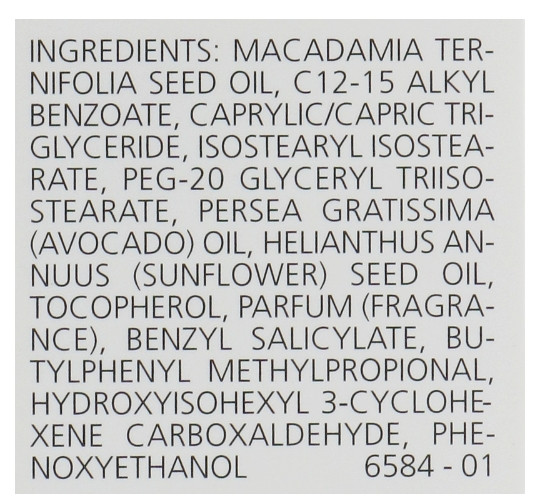 INGREDIENTS: MACADAMIA TER-
NIFOLIA SEED OIL, C12-15 ALKYL
BENZOATE, CAPRYLIC/CAPRIC TRI-
GLYCERIDE, ISOSTEARYL ISOSTEA-
RATE, PEG-20 GLYCERYL TRIISO-
STEARATE, PERSEA GRATISSIMA
(AVOCADO) OIL, HELIANTHUS AN-
NUUS (SUNFLOWER) SEED OIL,
TOCOPHEROL, PARFUM (FRAGRA-
NCE), BENZYL SALICYLATE, BU-
TYLPHENYL METHYLPROPIONAL,
HYDROXYISOHEXYL 3-CYCLOHE-
XENE CARBOXALDEHYDE, PHE-
NOXYETHANOL 6584 - 01